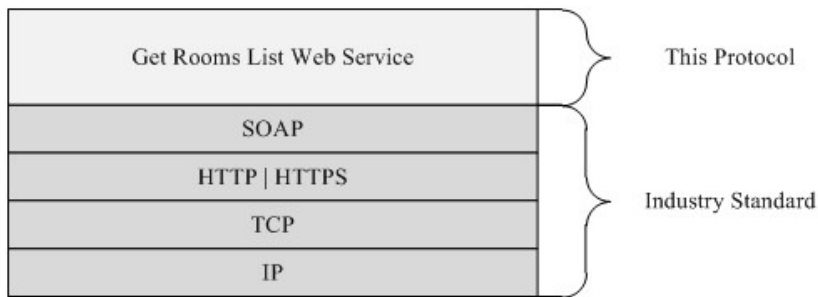 Get Rooms List Web Service
This Protocol
SOAP
HTTP | HTTPS
TCP
Industry Standard
IP